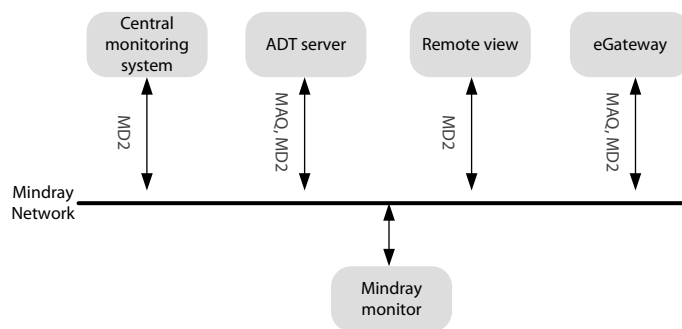 Central
monitoring
system
ADT server
Remote view
eGateway
MD2
MAQ, MD2
MD2
MAQ, MD2
Mindray
Network
Mindray
monitor